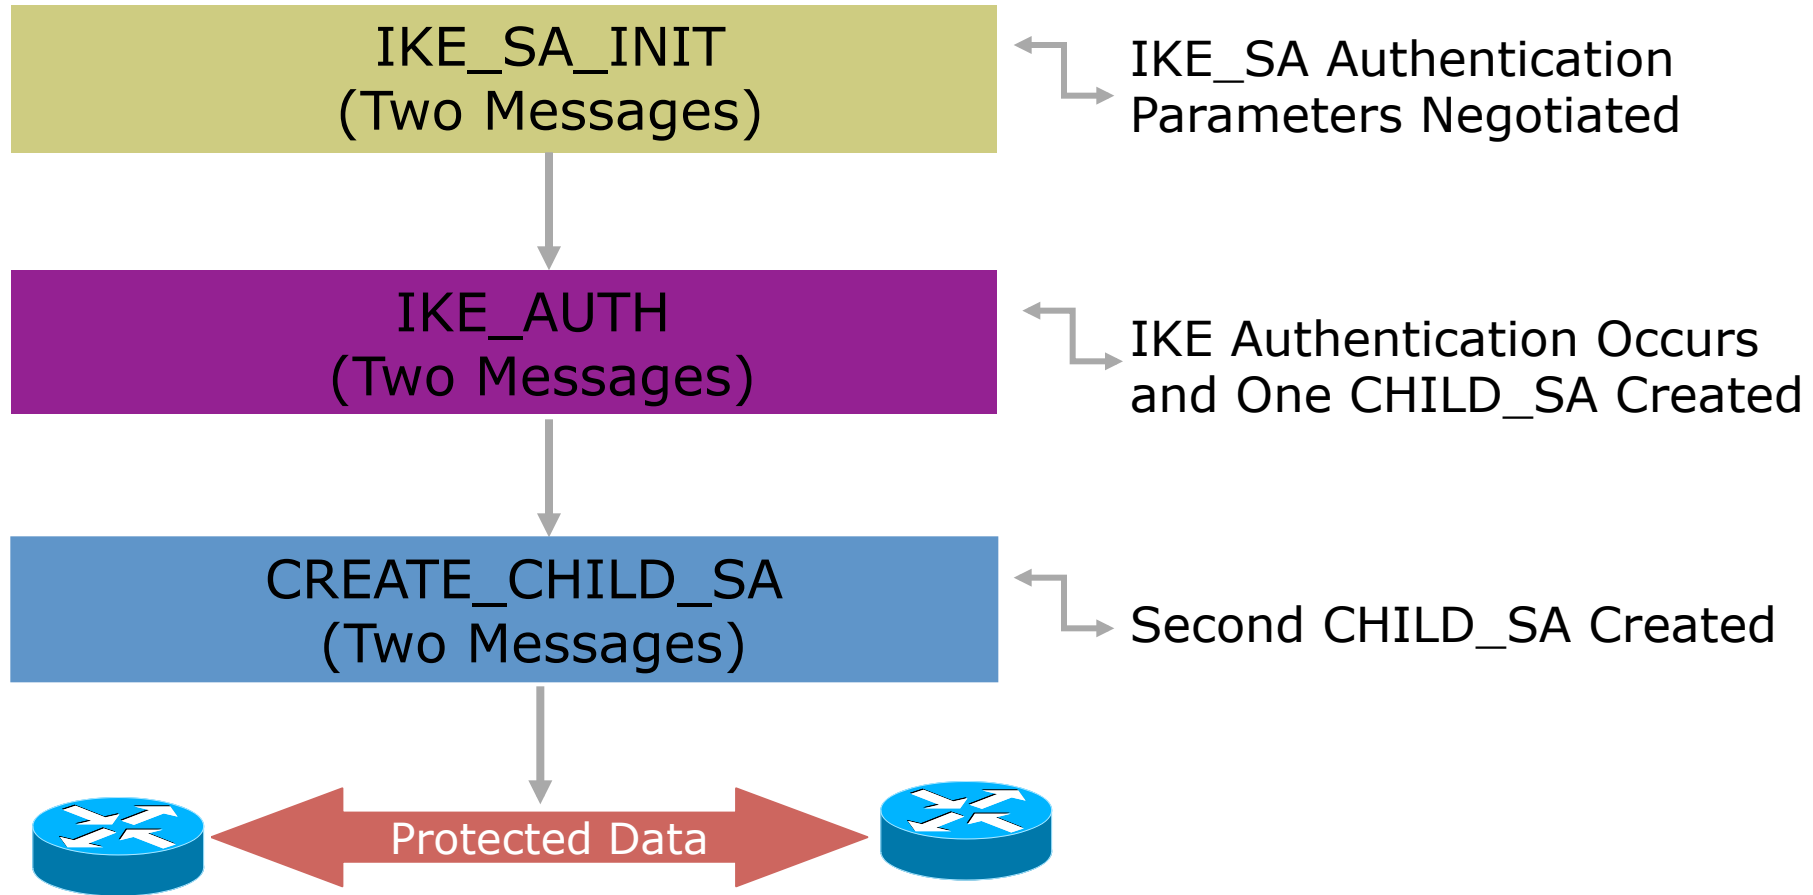 IKE_SA_INIT
(Two Messages)
IKE_SA Authentication
Parameters Negotiated
IKE_AUTH
(Two Messages)
IKE Authentication Occurs
and One CHILD_SA Created
CREATE_CHILD_SA
(Two Messages)
Second CHILD_SA Created
Protected Data